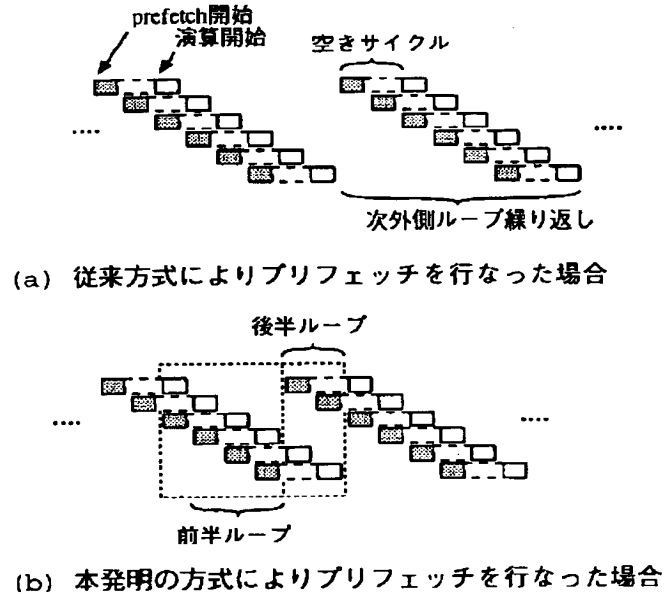 prefetch開始
演算開始
空きサイクル
....
....
次外側ループ繰り返し
(a) 従来方式によりプリフェッチを行なった場合
後半ループ
....
....
前半ループ
(b) 本発明の方式によりプリフェッチを行なった場合